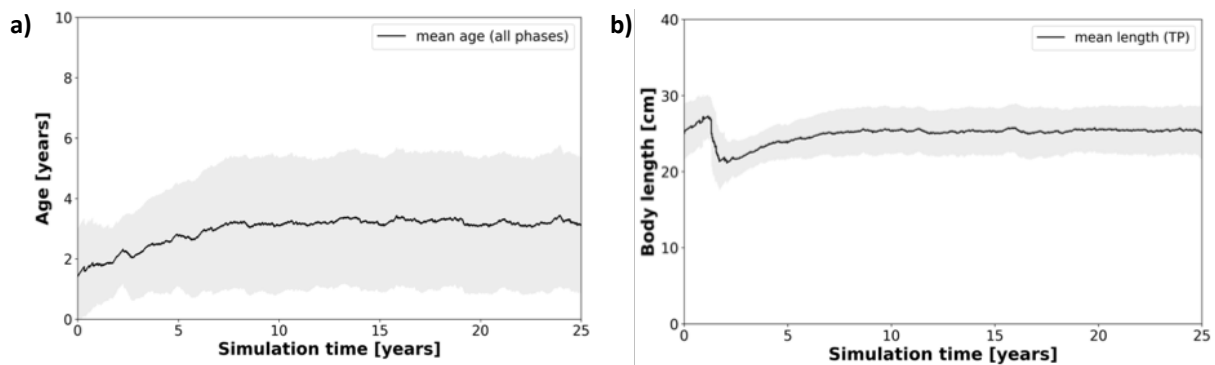 a)
10
8
6
4
2
0
Age [years]
mean age (all phases)
0 5 10 15 20 25
Simulation time [years]
b)
40
30
20
10
0
Body length [cm]
mean length (TP)
0 5 10 15 20 25
Simulation time [years]